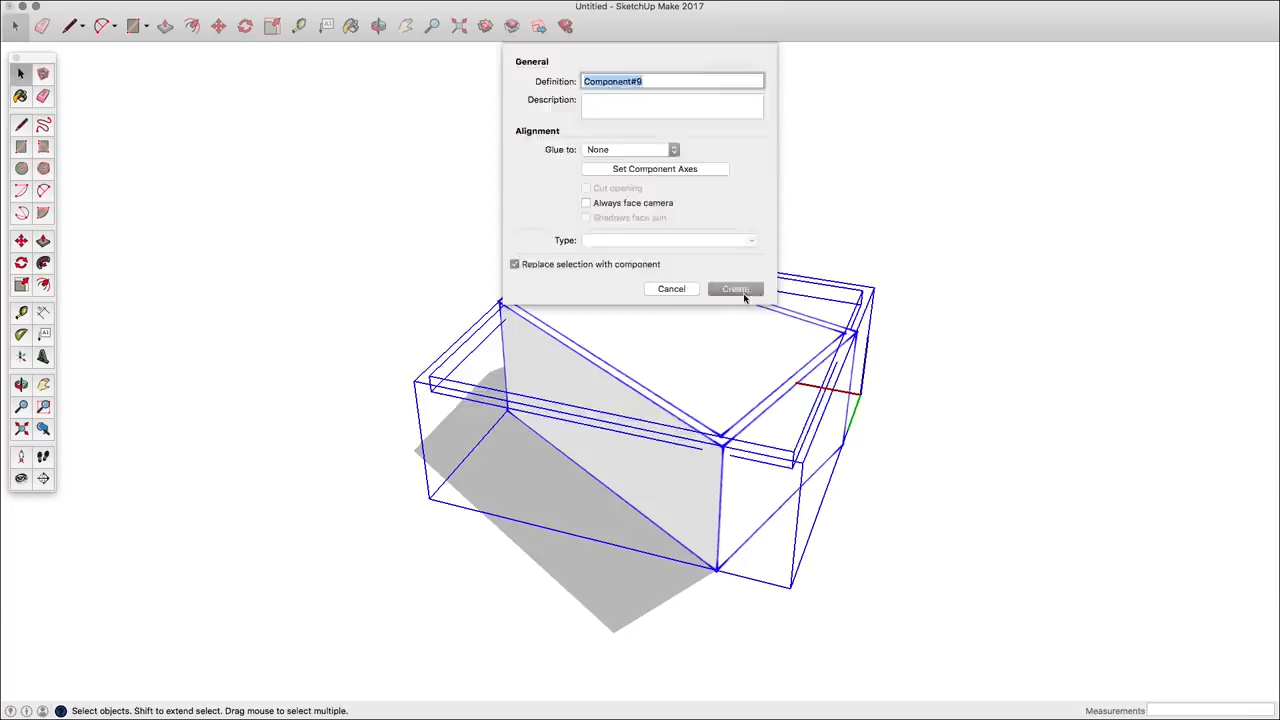 Untitled - SketchUp Make 2017
General
Definition: Component#9
Description:
Alignment
Glue to: None
Set Component Axes
Cut opening
Always face camera
Shadows face sun
Type:
Replace selection with component
Cancel Create
Select objects. Shift to extend select. Drag mouse to select multiple.
Measurements